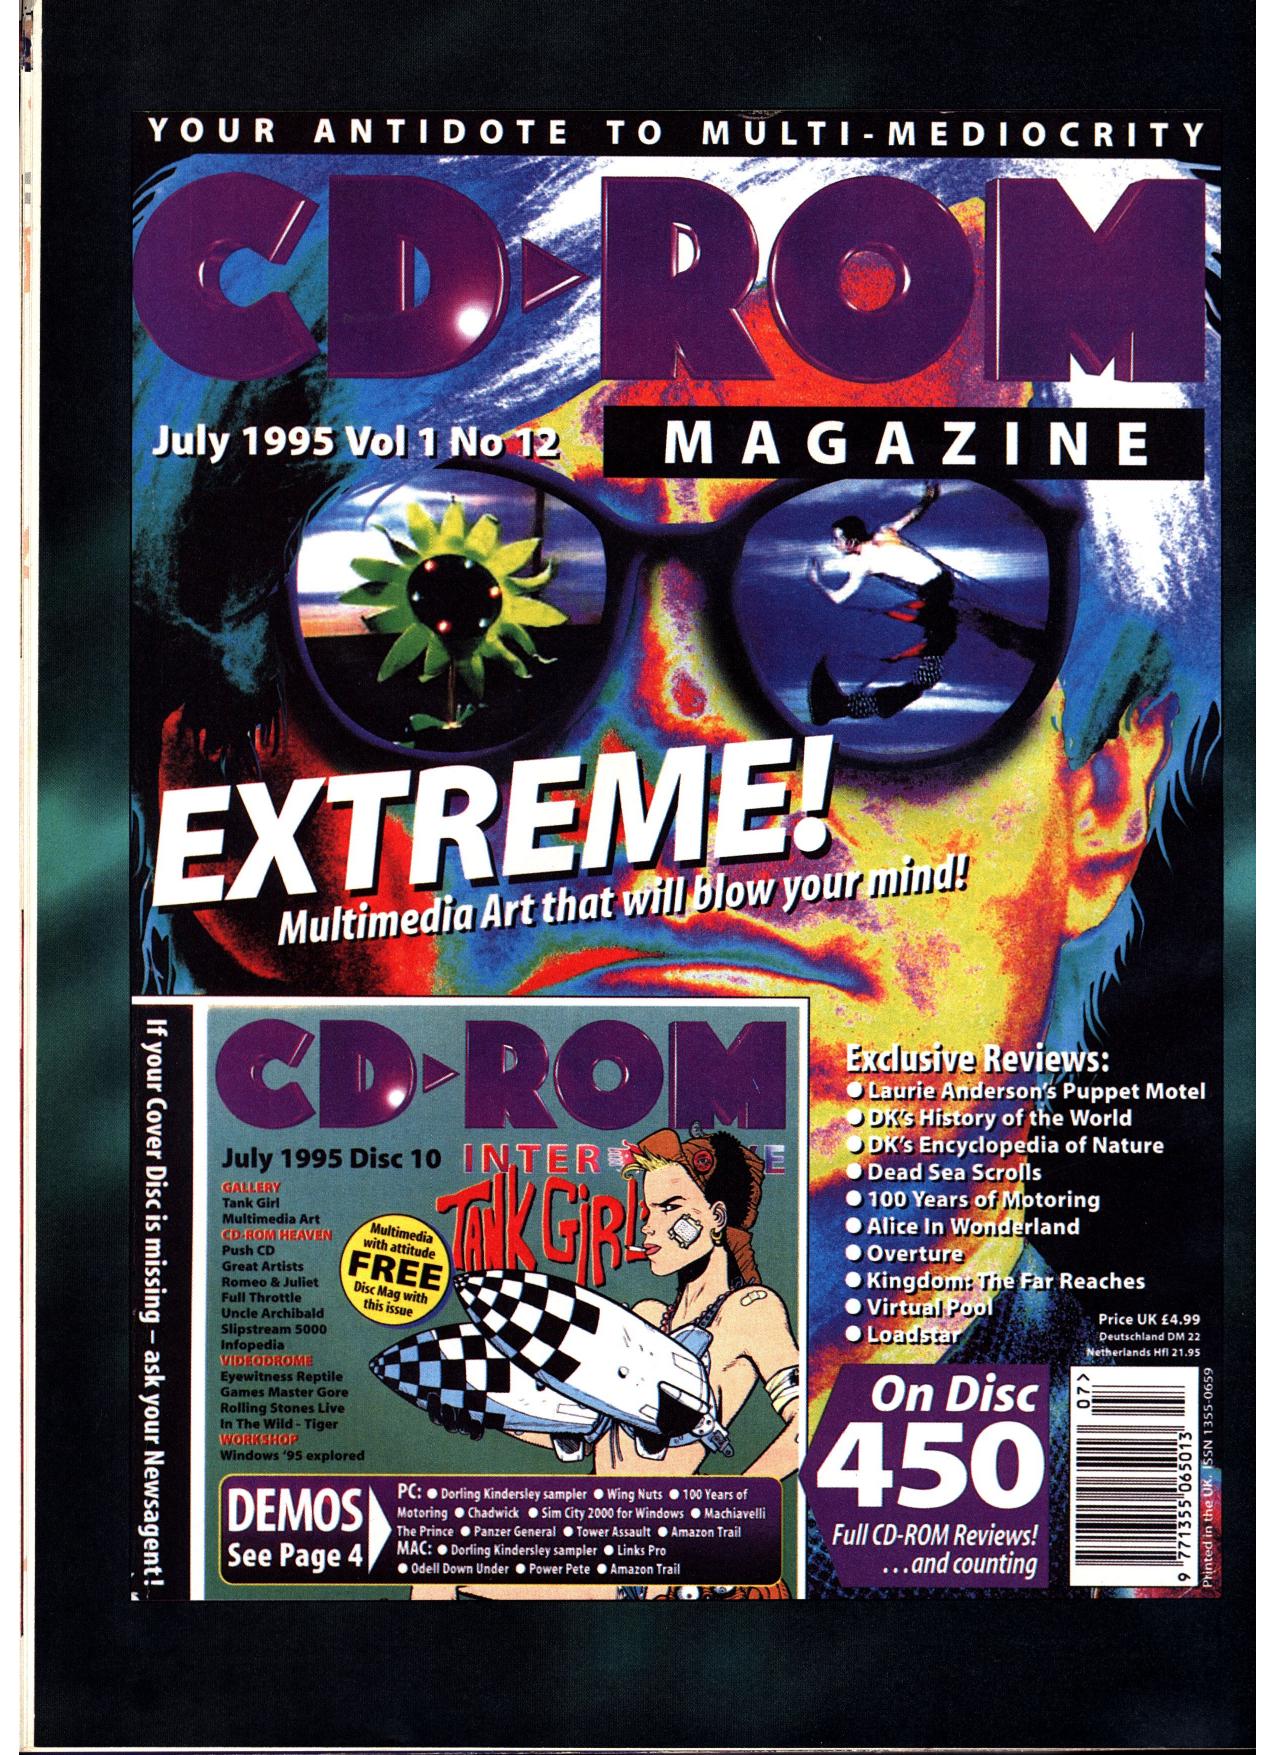 YOUR ANTIDOTE TO MULTI-MEDIOCRITY
CD ROM
MAGAZINE
July 1995 Vol 1 No 12
EXTREME!
Multimedia Art that will blow your mind!
If your Cover Disc is missing – ask your Newsagent!
CD ROM
July 1995 Disc 10
INTER
E
TANK GIRL
GALLERY
Tank Girl
Multimedia Art
CD-ROM HEAVEN
Push CD
Great Artists
Romeo & Juliet
Full Throttle
Uncle Archibald
Slipstream 5000
Infopedia
VIDEODROME
Eyewitness Reptile
Games Master Gore
Rolling Stones Live
In The Wild - Tiger
WORKSHOP
Windows '95 explored
Multimedia
with attitude
FREE
Disc Mag with
this issue
DEMOS
See Page 4
PC: ● Dorling Kindersley sampler ● Wing Nuts ● 100 Years of
Motoring ● Chadwick ● Sim City 2000 for Windows ● Machiavelli
The Prince ● Panzer General ● Tower Assault ● Amazon Trail
MAC: ● Dorling Kindersley sampler ● Links Pro
● Odell Down Under ● Power Pete ● Amazon Trail
Exclusive Reviews:
● Laurie Anderson's Puppet Motel
● DK's History of the World
● DK's Encyclopedia of Nature
● Dead Sea Scrolls
● 100 Years of Motoring
● Alice In Wonderland
● Overture
● Kingdom: The Far Reaches
● Virtual Pool
● Loadstar
Price UK £4.99
Deutschland DM 22
Netherlands Hfl 21.95
On Disc
450
Full CD-ROM Reviews!
...and counting
07>
9 771355 065013
Printed in the UK. ISSN 1355-0659